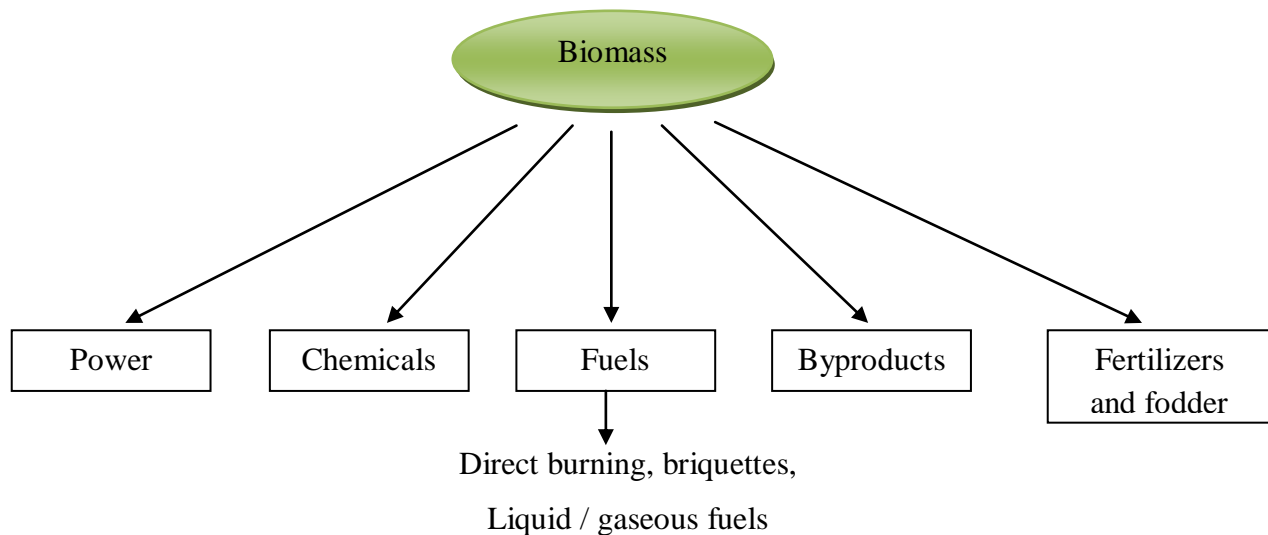 Biomass
Power
Chemicals
Fuels
Byproducts
Fertilizers
and fodder
Direct burning, briquettes,
Liquid / gaseous fuels